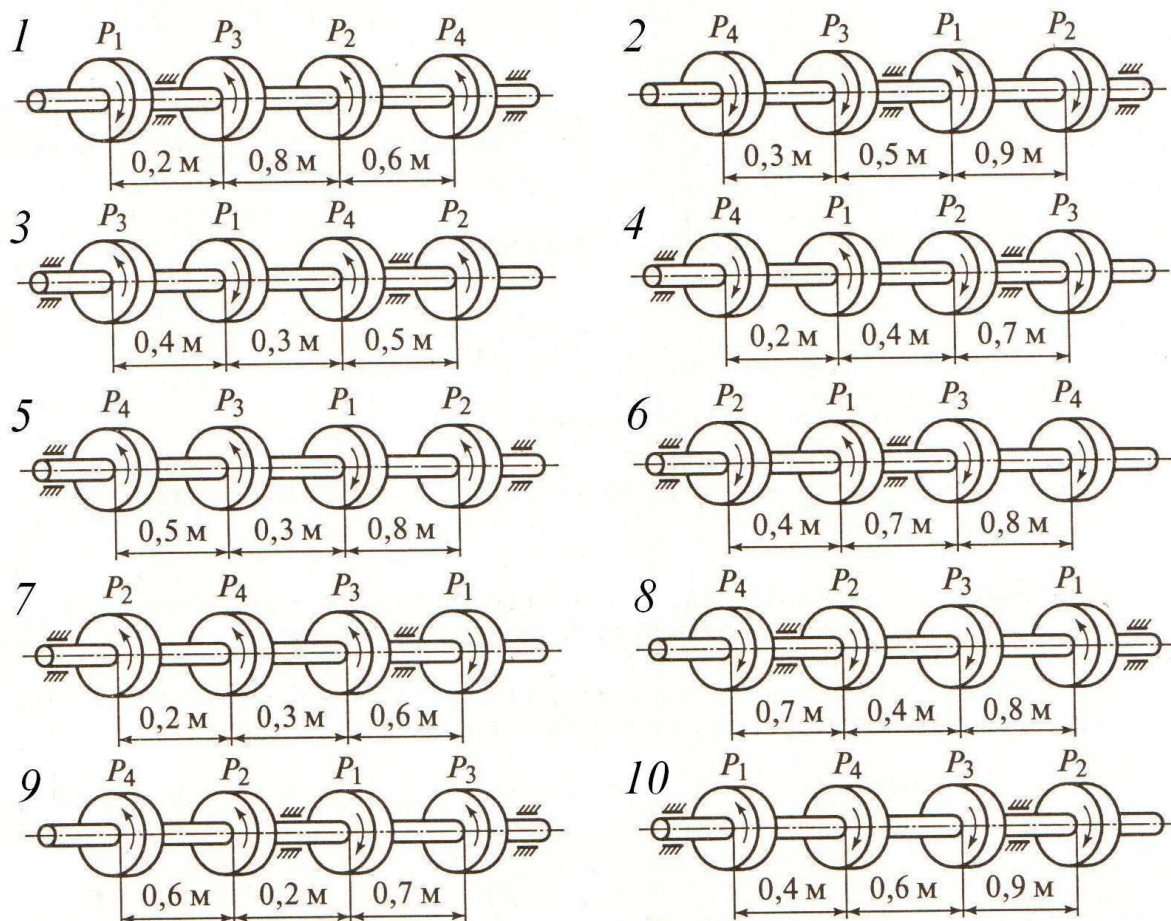 1 P₁ P₃ P₂ P₄
0,2 м 0,8 м 0,6 м
2 P₄ P₃ P₁ P₂
0,3 м 0,5 м 0,9 м
3 P₃ P₁ P₄ P₂
0,4 м 0,3 м 0,5 м
4 P₄ P₁ P₂ P₃
0,2 м 0,4 м 0,7 м
5 P₄ P₃ P₁ P₂
0,5 м 0,3 м 0,8 м
6 P₂ P₁ P₃ P₄
0,4 м 0,7 м 0,8 м
7 P₂ P₄ P₃ P₁
0,2 м 0,3 м 0,6 м
8 P₄ P₂ P₃ P₁
0,7 м 0,4 м 0,8 м
9 P₄ P₂ P₁ P₃
0,6 м 0,2 м 0,7 м
10 P₁ P₄ P₃ P₂
0,4 м 0,6 м 0,9 м